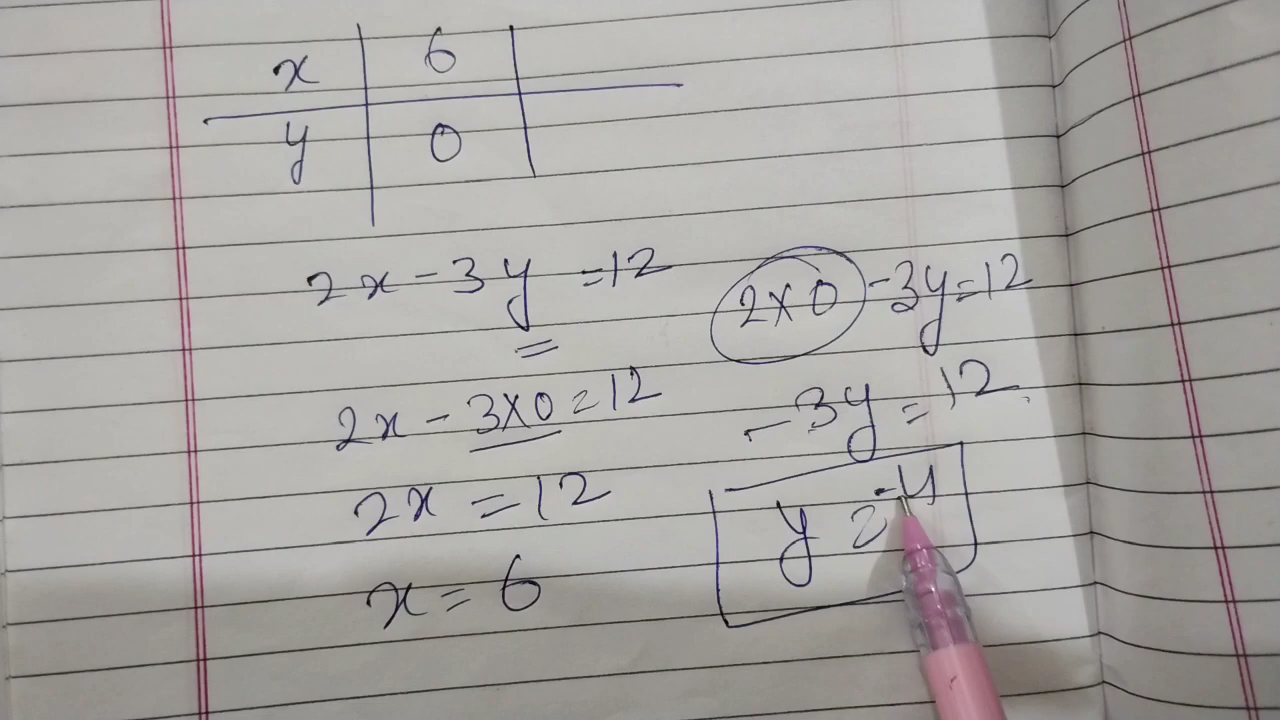 x 6
y 0
2x - 3y = 12
2x - 3x0 = 12
2x = 12
x = 6
2x0 - 3y = 12
-3y = 12
y = -4